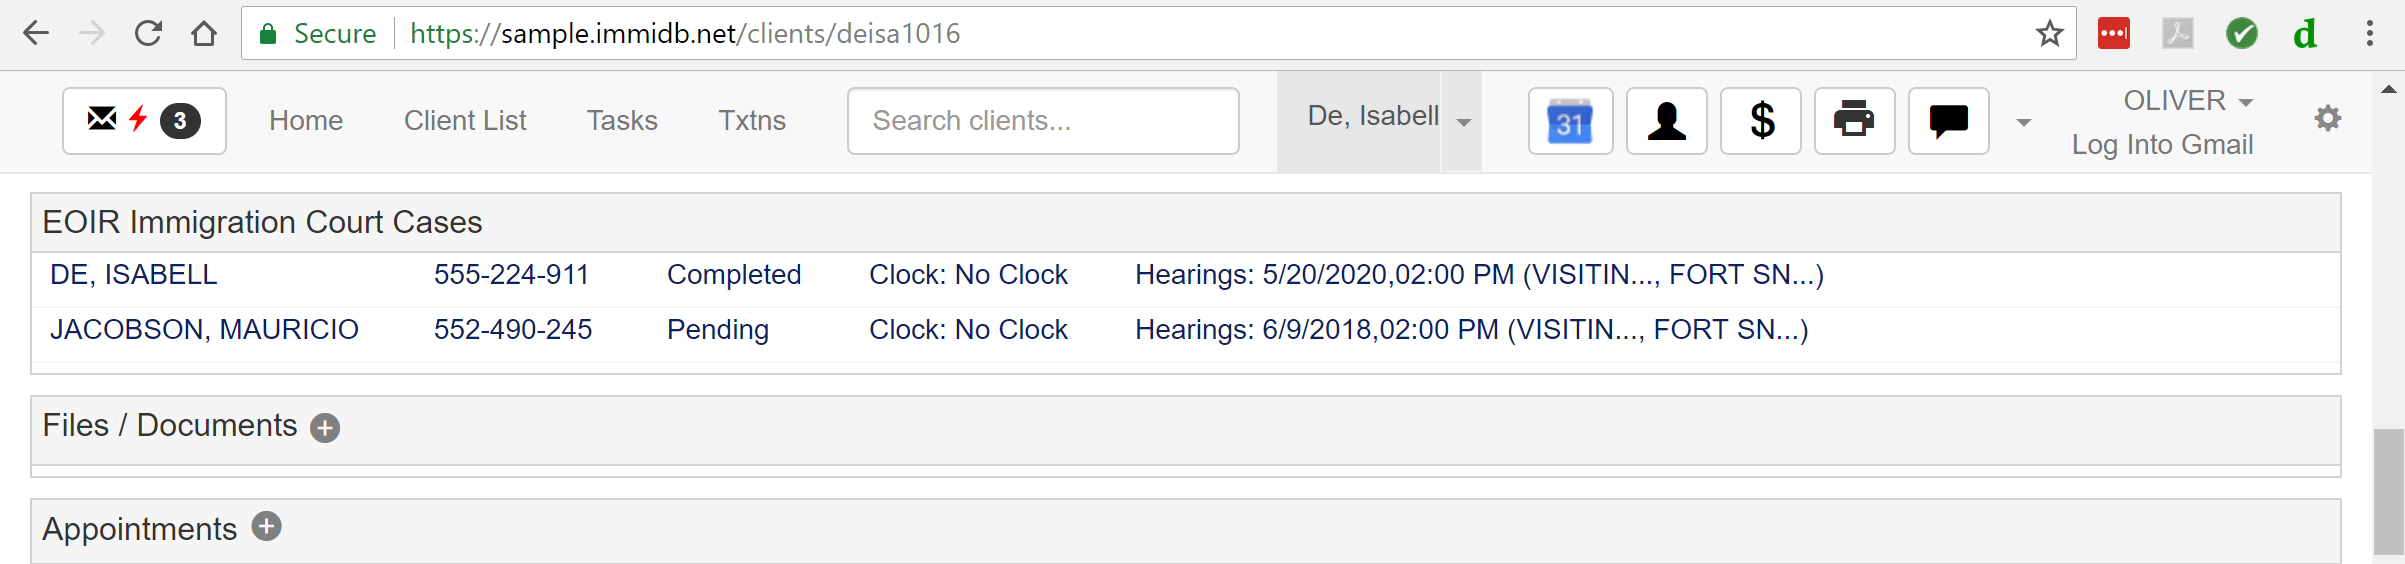 Secure https://sample.immidb.net/clients/deisa1016
d
3 Home Client List Tasks Txtns Search clients... De, Isabell 31 $ OLIVER
Log Into Gmail
EOIR Immigration Court Cases
DE, ISABELL 555-224-911 Completed Clock: No Clock Hearings: 5/20/2020,02:00 PM (VISITIN..., FORT SN...)
JACOBSON, MAURICIO 552-490-245 Pending Clock: No Clock Hearings: 6/9/2018,02:00 PM (VISITIN..., FORT SN...)
Files / Documents
Appointments